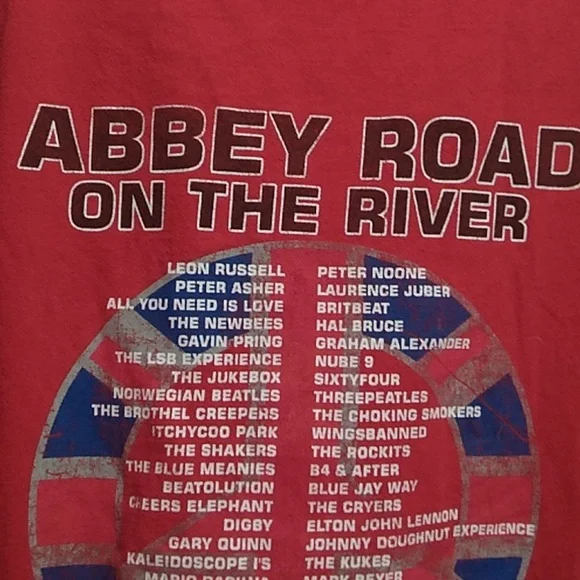 ABBEY ROAD
ON THE RIVER
LEON RUSSELL PETER NOONE
PETER ASHER LAURENCE JUBER
ALL YOU NEED IS LOVE BRITBEAT
THE NEWBEES HAL BRUCE
GAVIN PRING GRAHAM ALEXANDER
THE LSB EXPERIENCE NUBE 9
THE JUKEBOX SIXTYFOUR
NORWEGIAN BEATLES THREEPEATLES
THE BROTHEL CREEPERS THE CHOKING SMOKERS
ITCHYCOO PARK WINGSBANNED
THE SHAKERS THE ROCKITS
THE BLUE MEANIES B4 & AFTER
BEATOLUTION BLUE JAY WAY
CHEERS ELEPHANT THE CRYERS
DIGBY ELTON JOHN LENNON
GARY QUINN JOHNNY DOUGHNUT EXPERIENCE
KALEIDOSCOPE I'S THE KUKES
MARIO MARK